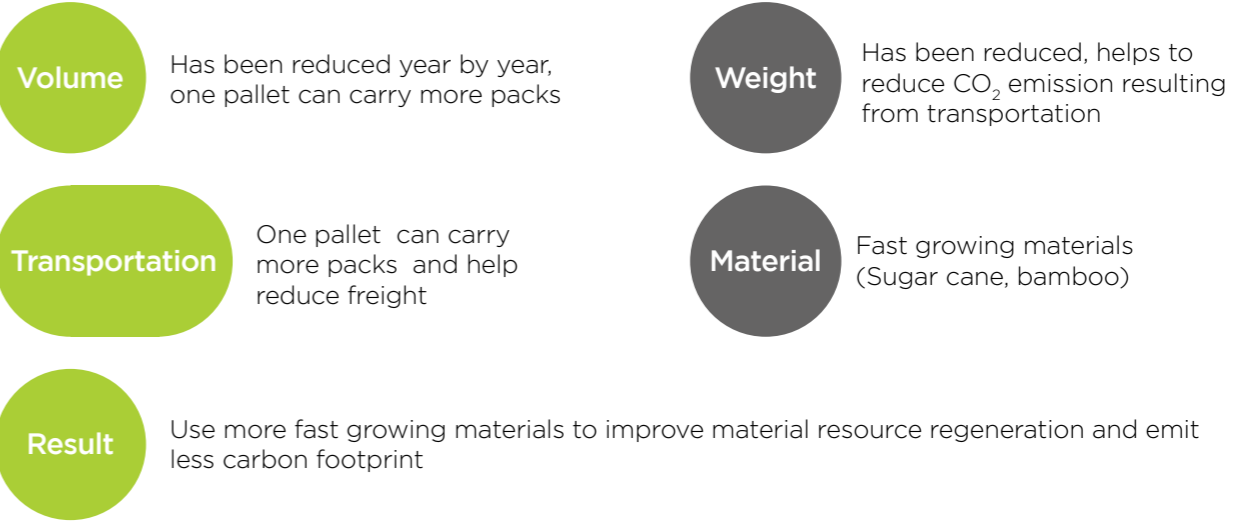 Volume
Has been reduced year by year,
one pallet can carry more packs
Weight
Has been reduced, helps to
reduce CO₂ emission resulting
from transportation
Transportation
One pallet  can carry
more packs  and help
reduce freight
Material
Fast growing materials
(Sugar cane, bamboo)
Result
Use more fast growing materials to improve material resource regeneration and emit
less carbon footprint